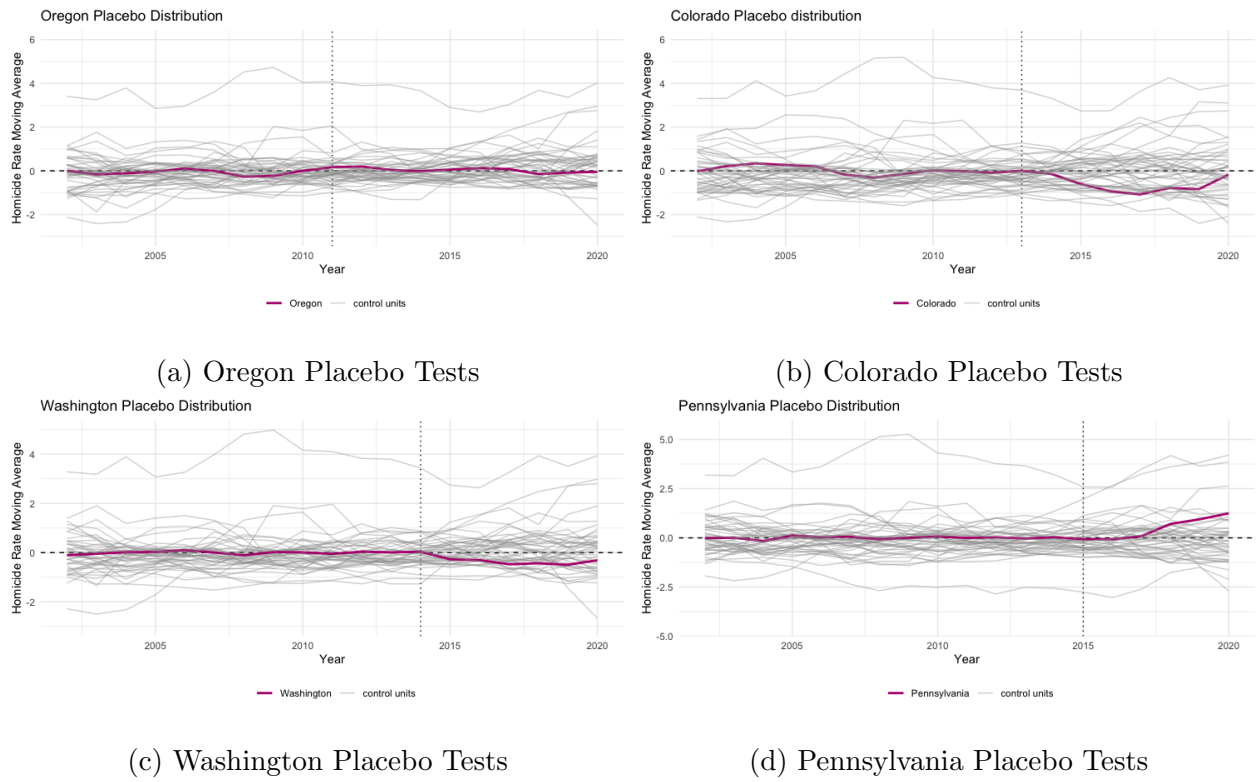 Oregon Placebo Distribution
Homicide Rate Moving Average
6
4
2
0
-2
2005
2010
2015
2020
Year
Oregon
control units
(a) Oregon Placebo Tests
Colorado Placebo distribution
Homicide Rate Moving Average
6
4
2
0
-2
2005
2010
2015
2020
Year
Colorado
control units
(b) Colorado Placebo Tests
Washington Placebo Distribution
Homicide Rate Moving Average
4
2
0
-2
2005
2010
2015
2020
Year
Washington
control units
(c) Washington Placebo Tests
Pennsylvania Placebo Distribution
Homicide Rate Moving Average
5.0
2.5
0.0
-2.5
-5.0
2005
2010
2015
2020
Year
Pennsylvania
control units
(d) Pennsylvania Placebo Tests